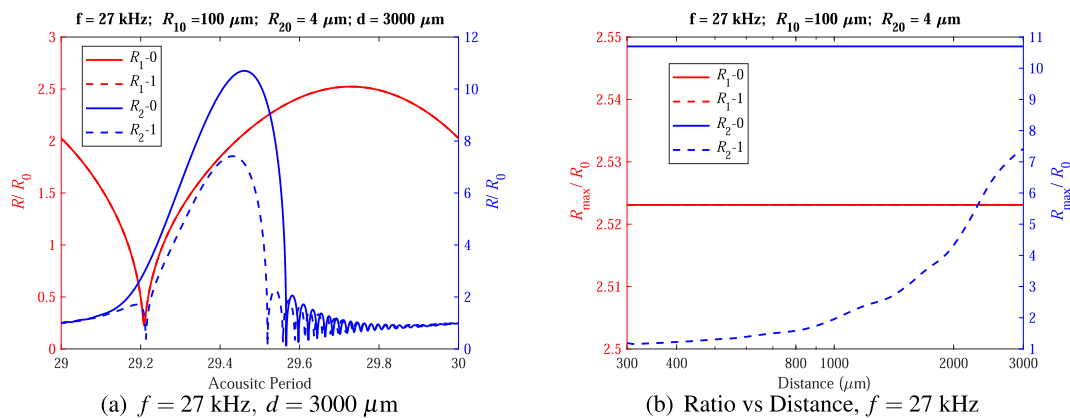 f = 27 kHz; R10 =100 μm; R20 = 4 μm; d = 3000 μm
R1-0
R1-1
R2-0
R2-1
R/ R0
3
2.5
2
1.5
1
0.5
0
12
10
8
6
4
2
0
R/ R0
29
29.2
29.4
29.6
29.8
30
Acousitc Period
(a) f = 27 kHz, d = 3000 μm
f = 27 kHz; R10 =100 μm; R20 = 4 μm
R1-0
R1-1
R2-0
R2-1
Rmax/ R0
2.55
2.54
2.53
2.52
2.51
2.5
11
10
9
8
7
6
5
4
3
2
1
Rmax/ R0
300
400
600
800
1000
2000
3000
Distance (μm)
(b) Ratio vs Distance, f = 27 kHz